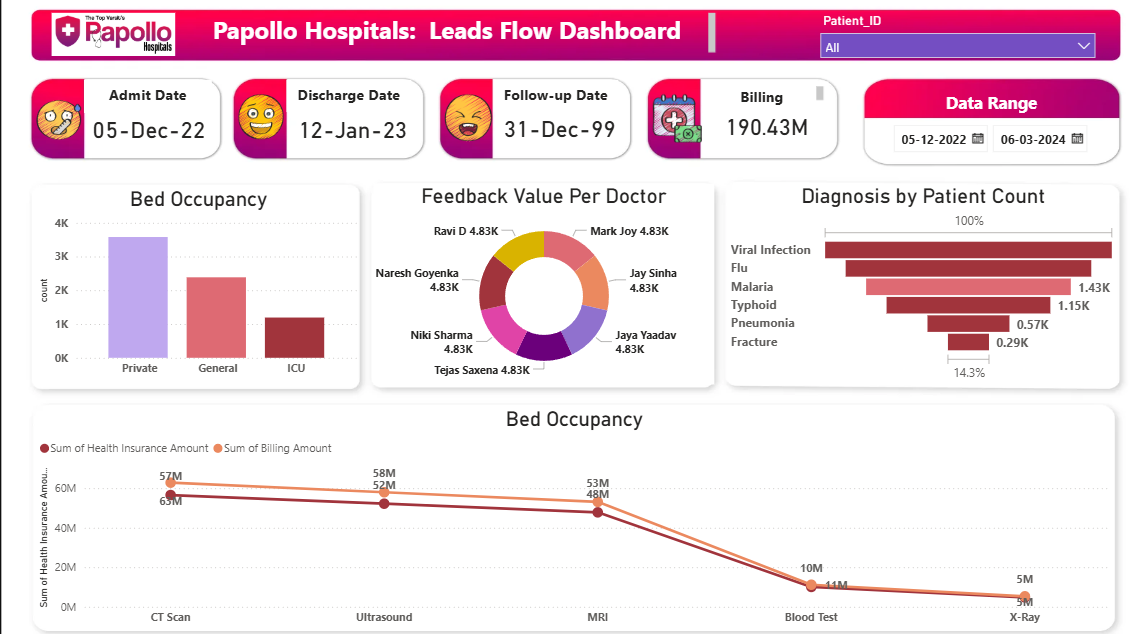 The Top Varsiti's
Papollo
Hospitals
Papollo Hospitals: Leads Flow Dashboard
Patient_ID
All
Admit Date
05-Dec-22
Discharge Date
12-Jan-23
Follow-up Date
31-Dec-99
Billing
190.43M
Data Range
05-12-2022
06-03-2024
Bed Occupancy
4K
3K
2K
1K
0K
count
Private
General
ICU
Feedback Value Per Doctor
Ravi D 4.83K
Mark Joy 4.83K
Naresh Goyenka
4.83K
Jay Sinha
4.83K
Niki Sharma
4.83K
Jaya Yaadav
4.83K
Tejas Saxena 4.83K
Diagnosis by Patient Count
100%
Viral Infection
Flu
Malaria
1.43K
Typhoid
1.15K
Pneumonia
0.57K
Fracture
0.29K
14.3%
Bed Occupancy
Sum of Health Insurance Amount
Sum of Billing Amount
Sum of Health Insurance Amou...
60M
40M
20M
0M
57M
63M
58M
52M
53M
48M
10M
11M
5M
5M
CT Scan
Ultrasound
MRI
Blood Test
X-Ray